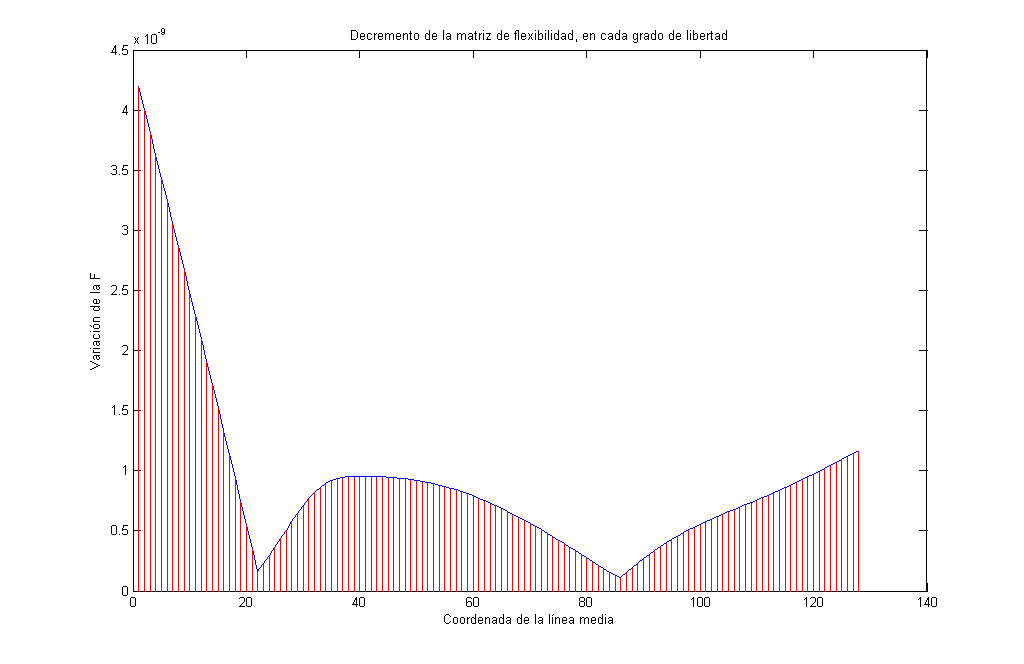 Decremento de la matriz de flexibilidad, en cada grado de libertad
x 10^-9
4.5
4
3.5
3
2.5
2
1.5
1
0.5
0
Variación de la F
0 20 40 60 80 100 120 140
Coordenada de la línea media